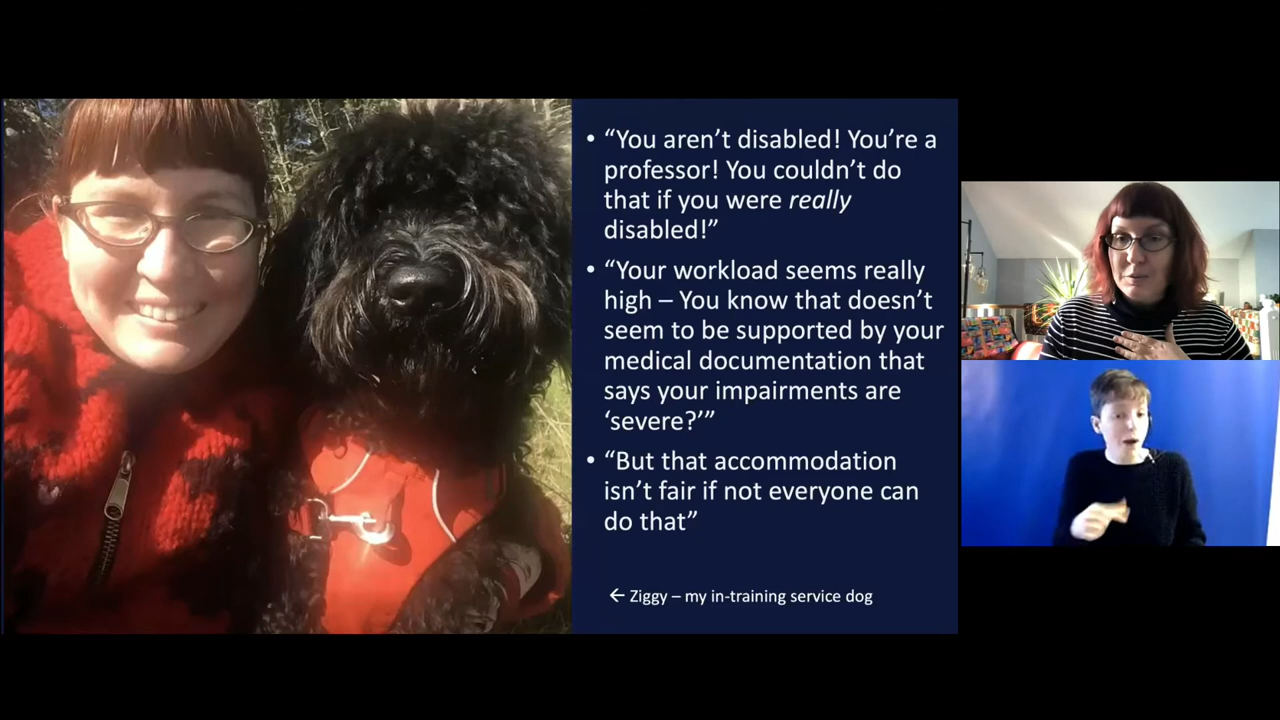 • “You aren’t disabled! You’re a
professor! You couldn’t do
that if you were really
disabled!”
• “Your workload seems really
high – You know that doesn’t
seem to be supported by your
medical documentation that
says your impairments are
‘severe?’”
• “But that accommodation
isn’t fair if not everyone can
do that”
← Ziggy – my in-training service dog